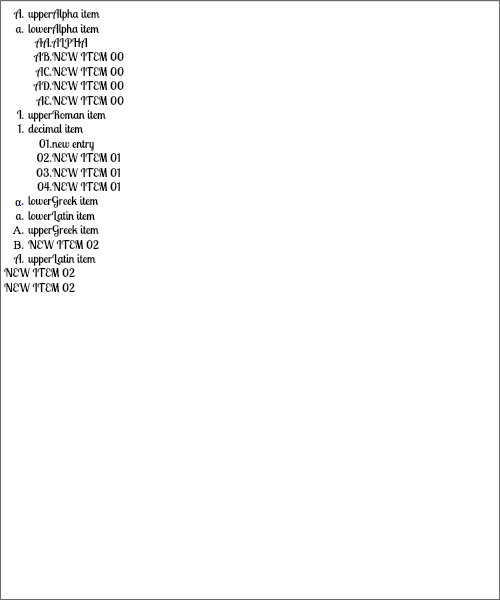 A. upperAlpha item
a. lowerAlpha item
AA.ALPHA
AB.NEW ITEM 00
AC.NEW ITEM 00
AD.NEW ITEM 00
AE.NEW ITEM 00
I. upperRoman item
1. decimal item
01.new entry
02.NEW ITEM 01
03.NEW ITEM 01
04.NEW ITEM 01
α. lowerGreek item
a. lowerLatin item
Α. upperGreek item
Β. NEW ITEM 02
A. upperLatin item
NEW ITEM 02
NEW ITEM 02